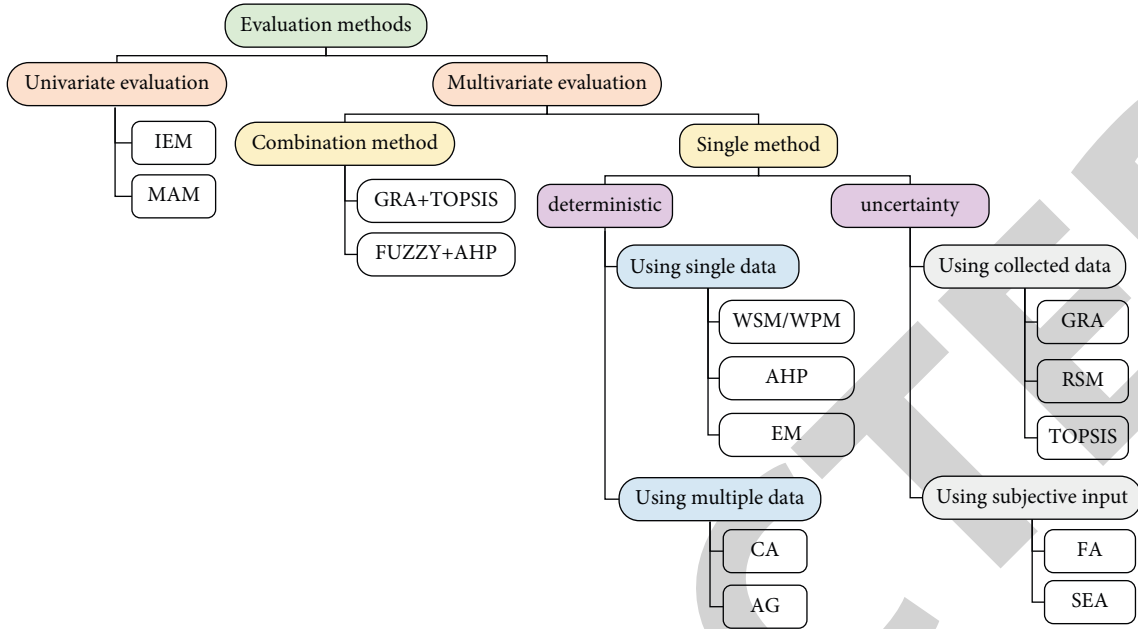 Evaluation methods
Univariate evaluation
Multivariate evaluation
IEM
MAM
Combination method
Single method
GRA+TOPSIS
FUZZY+AHP
deterministic
uncertainty
Using single data
Using collected data
WSM/WPM
GRA
AHP
RSM
EM
TOPSIS
Using multiple data
Using subjective input
CA
FA
AG
SEA